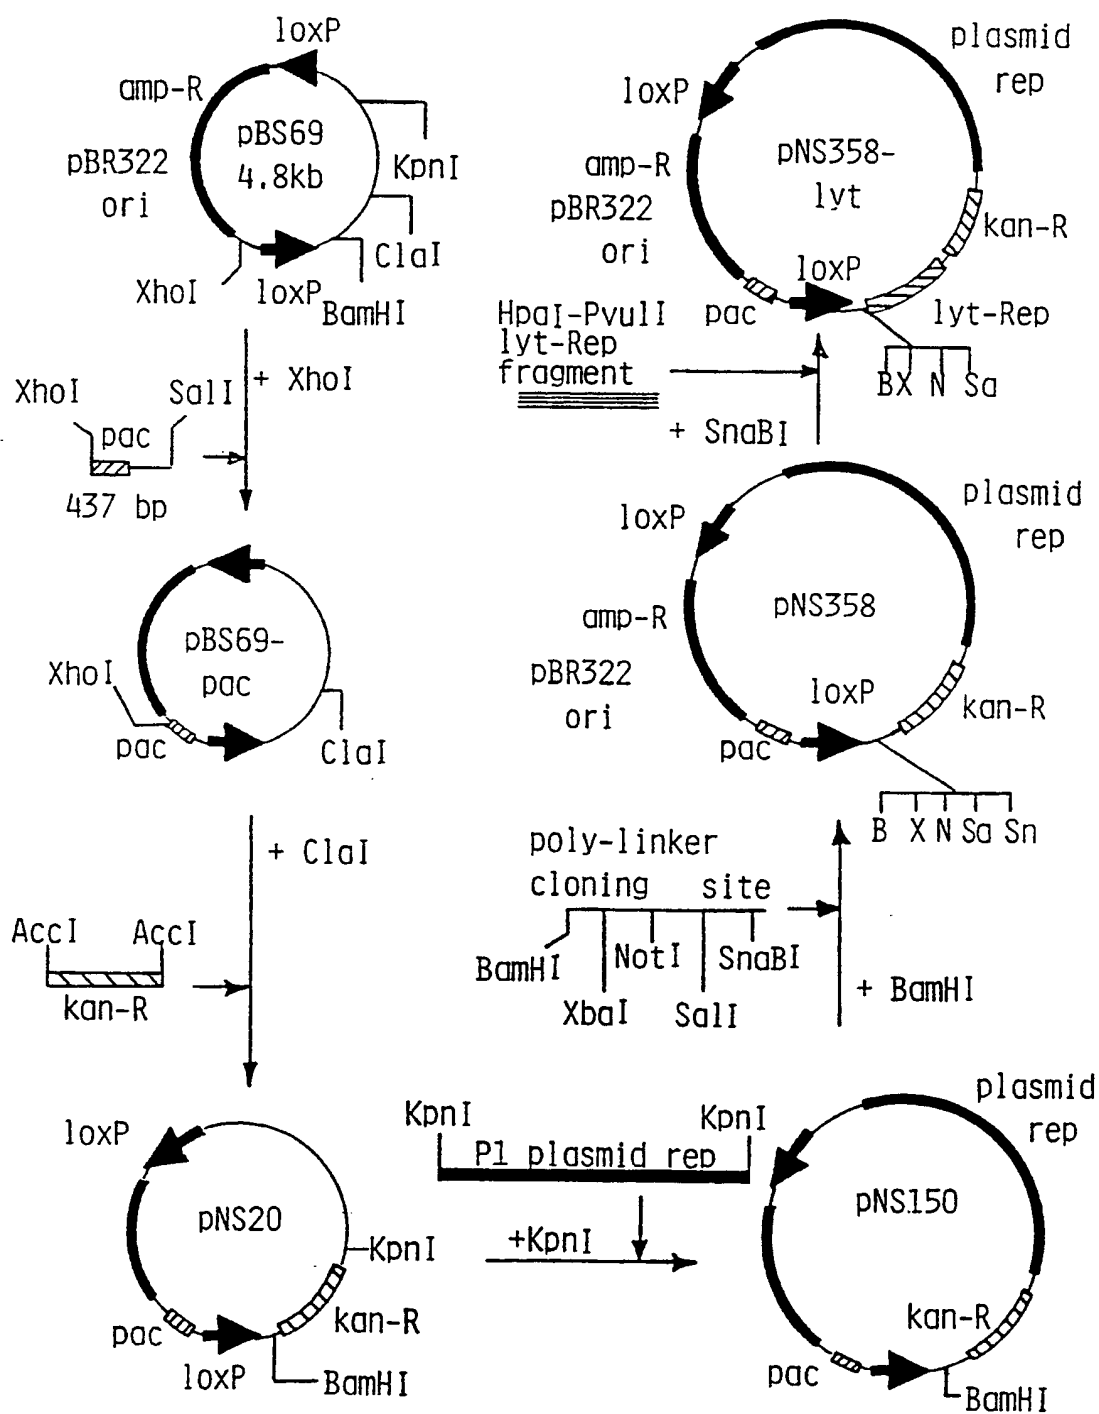 loxP
amp-R
pBS69
4.8kb
pBR322
ori
KpnI
ClaI
XhoI
loxP
BamHI
+ XhoI
XhoI
SalI
pac
437 bp
pBS69-
pac
XhoI
pac
ClaI
+ ClaI
AccI
AccI
kan-R
loxP
pNS20
KpnI
pac
kan-R
loxP
BamHI
KpnI
KpnI
P1 plasmid rep
+KpnI
plasmid
rep
pNS150
kan-R
pac
BamHI
poly-linker
cloning site
BamHI
NotI
SnaBI
XbaI
SalI
+ BamHI
plasmid
rep
loxP
pNS358
amp-R
pBR322
ori
loxP
kan-R
pac
B X N Sa Sn
HpaI-PvuII
lyt-Rep
fragment
+ SnaBI
plasmid
rep
loxP
pNS358-
lyt
amp-R
pBR322
ori
kan-R
loxP
pac
lyt-Rep
BX N Sa